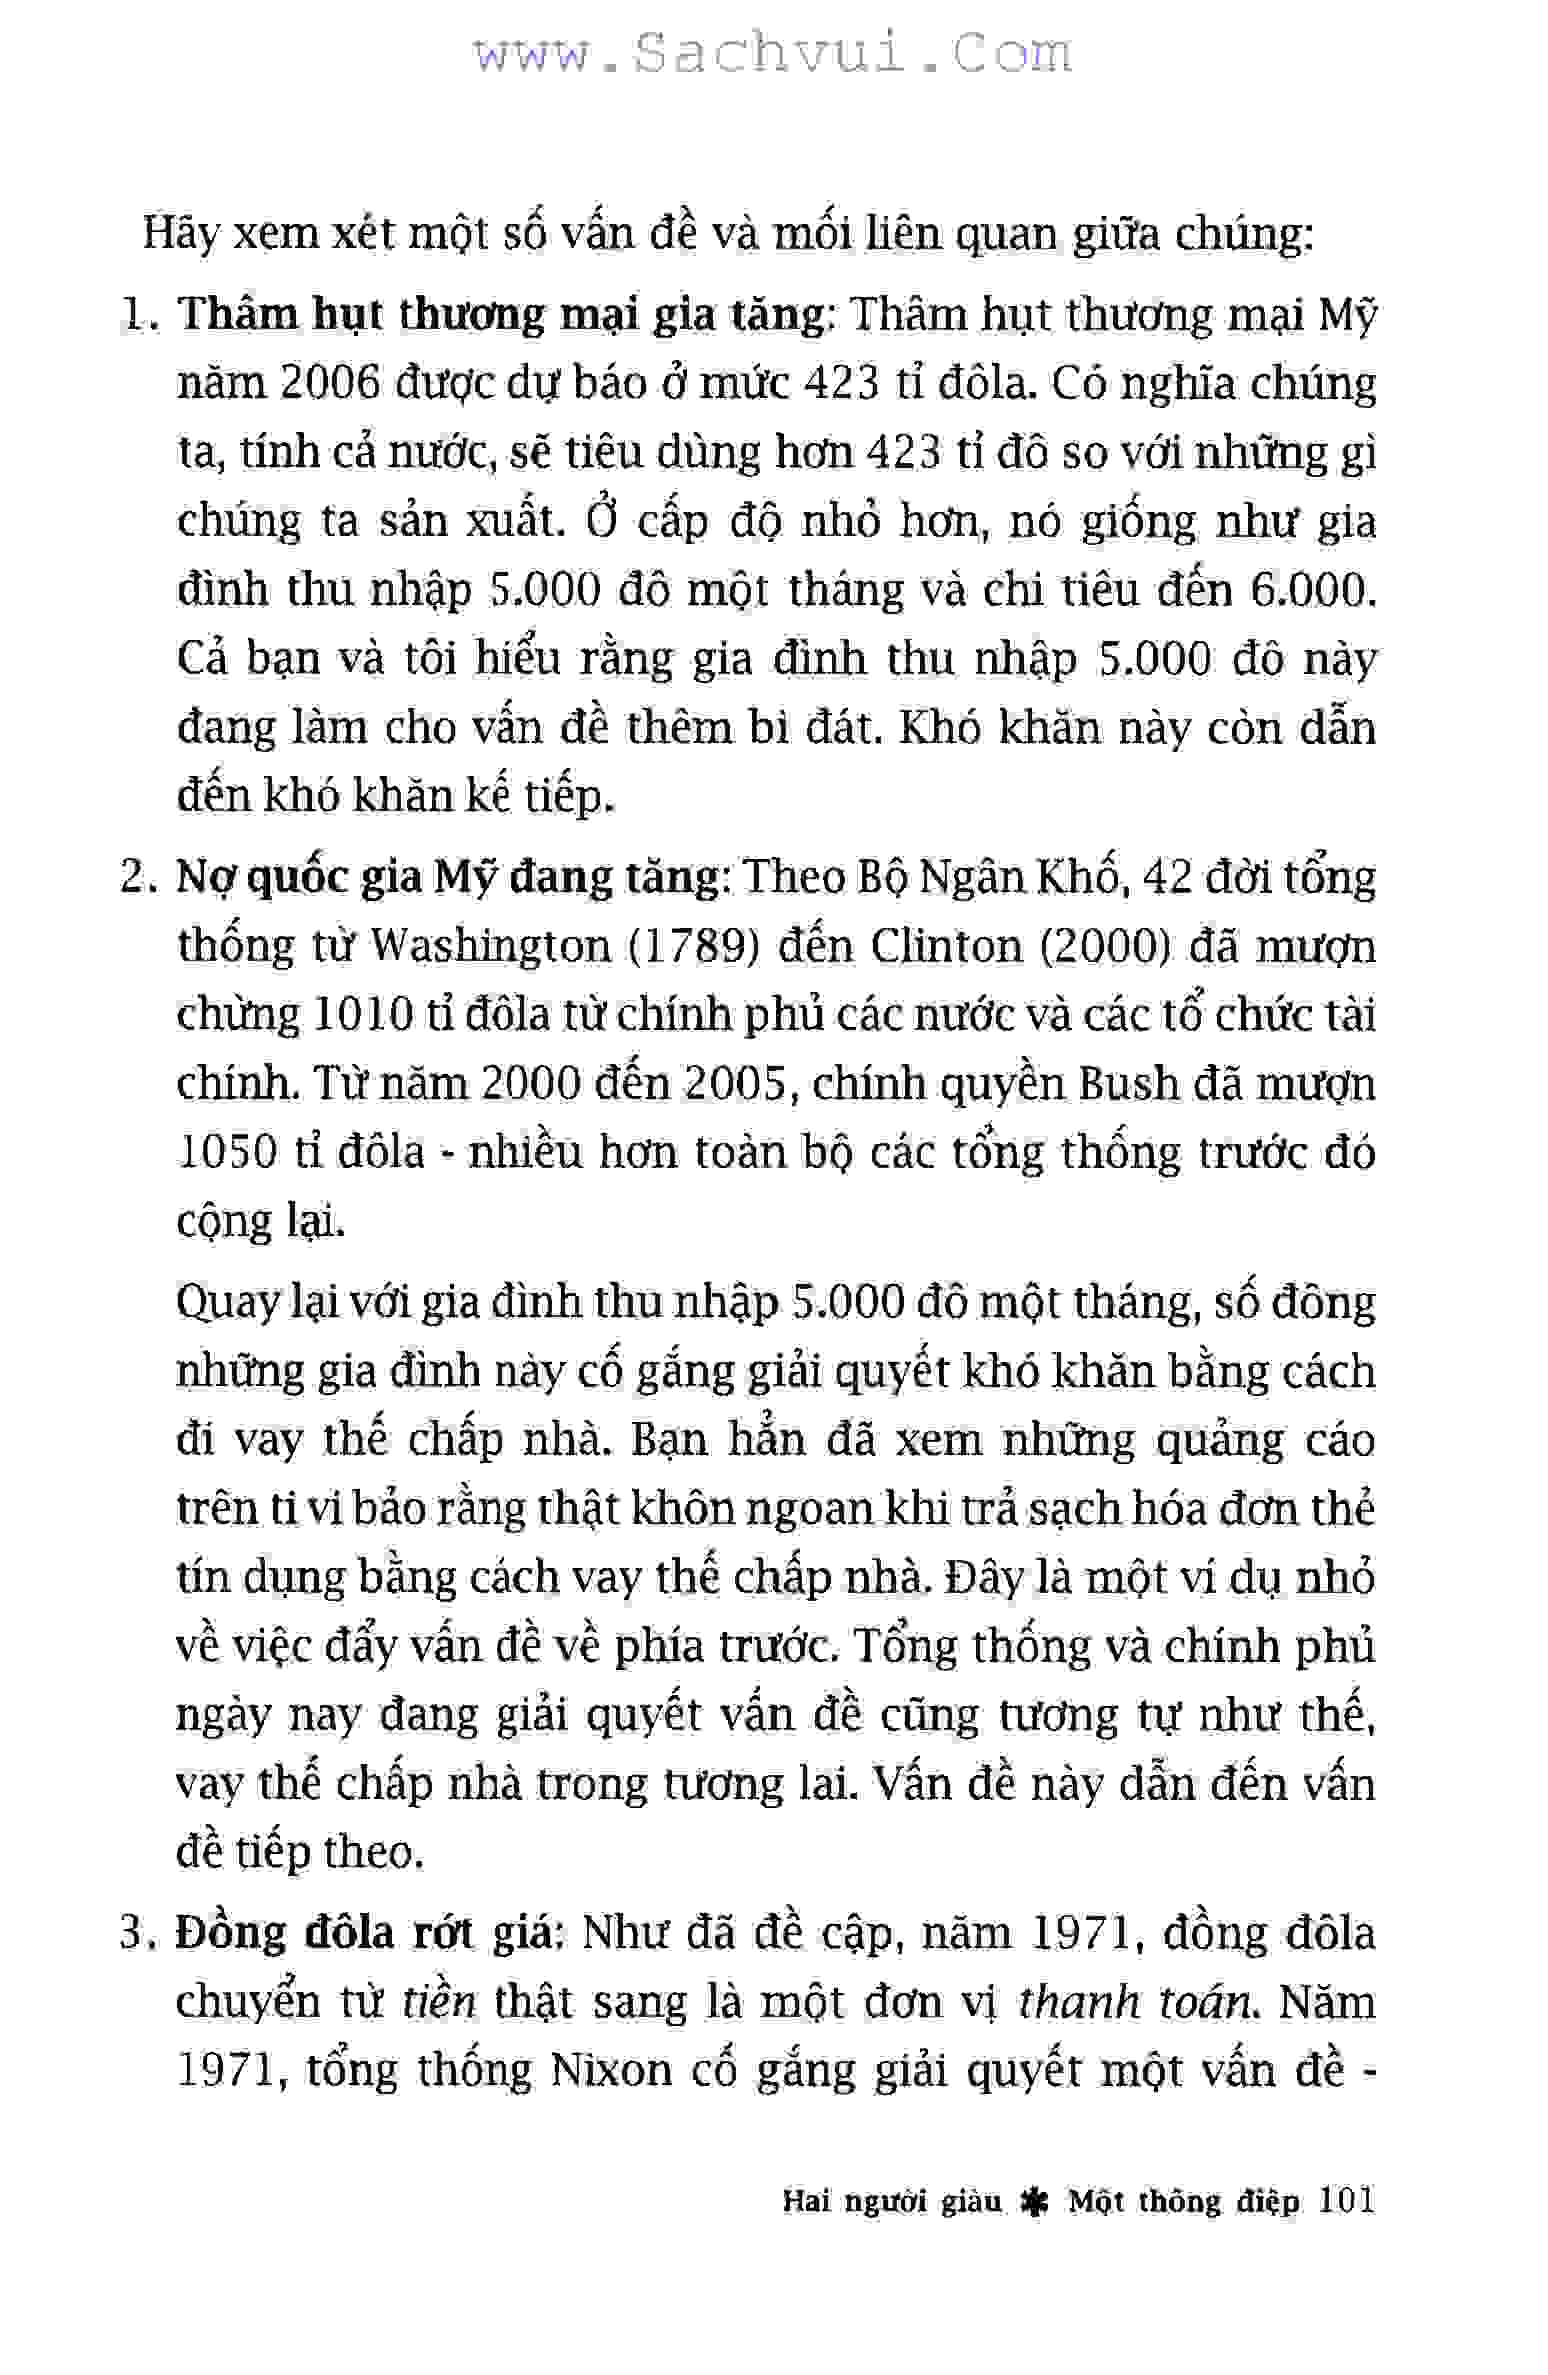 www.Sachvui.Com
Hãy xem xét một số vấn đề và mối liên quan giữa chúng:
1. Thâm hụt thương mại gia tăng: Thâm hụt thương mại Mỹ
năm 2006 được dự báo ở mức 423 tỉ đôla. Có nghĩa chúng
ta, tính cả nước, sẽ tiêu dùng hơn 423 tỉ đô so với những gì
chúng ta sản xuất. Ở cấp độ nhỏ hơn, nó giống như gia
đình thu nhập 5.000 đô một tháng và chi tiêu đến 6.000.
Cả bạn và tôi hiểu rằng gia đình thu nhập 5.000 đô này
đang làm cho vấn đề thêm bi đát. Khó khăn này còn dẫn
đến khó khăn kế tiếp.
2. Nợ quốc gia Mỹ đang tăng: Theo Bộ Ngân Khố, 42 đời tổng
thống từ Washington (1789) đến Clinton (2000) đã mượn
chừng 1010 tỉ đôla từ chính phủ các nước và các tổ chức tài
chính. Từ năm 2000 đến 2005, chính quyền Bush đã mượn
1050 tỉ đôla - nhiều hơn toàn bộ các tổng thống trước đó
cộng lại.
Quay lại với gia đình thu nhập 5.000 đô một tháng, số đông
những gia đình này cố gắng giải quyết khó khăn bằng cách
đi vay thế chấp nhà. Bạn hẳn đã xem những quảng cáo
trên ti vi bảo rằng thật khôn ngoan khi trả sạch hóa đơn thẻ
tín dụng bằng cách vay thế chấp nhà. Đây là một ví dụ nhỏ
về việc đẩy vấn đề về phía trước. Tổng thống và chính phủ
ngày nay đang giải quyết vấn đề cũng tương tự như thế,
vay thế chấp nhà trong tương lai. Vấn đề này dẫn đến vấn
đề tiếp theo.
3. Đồng đôla rớt giá: Như đã đề cập, năm 1971, đồng đôla
chuyển từ tiền thật sang là một đơn vị thanh toán. Năm
1971, tổng thống Nixon cố gắng giải quyết một vấn đề -
Hai người giàu ✱ Một thông điệp 101